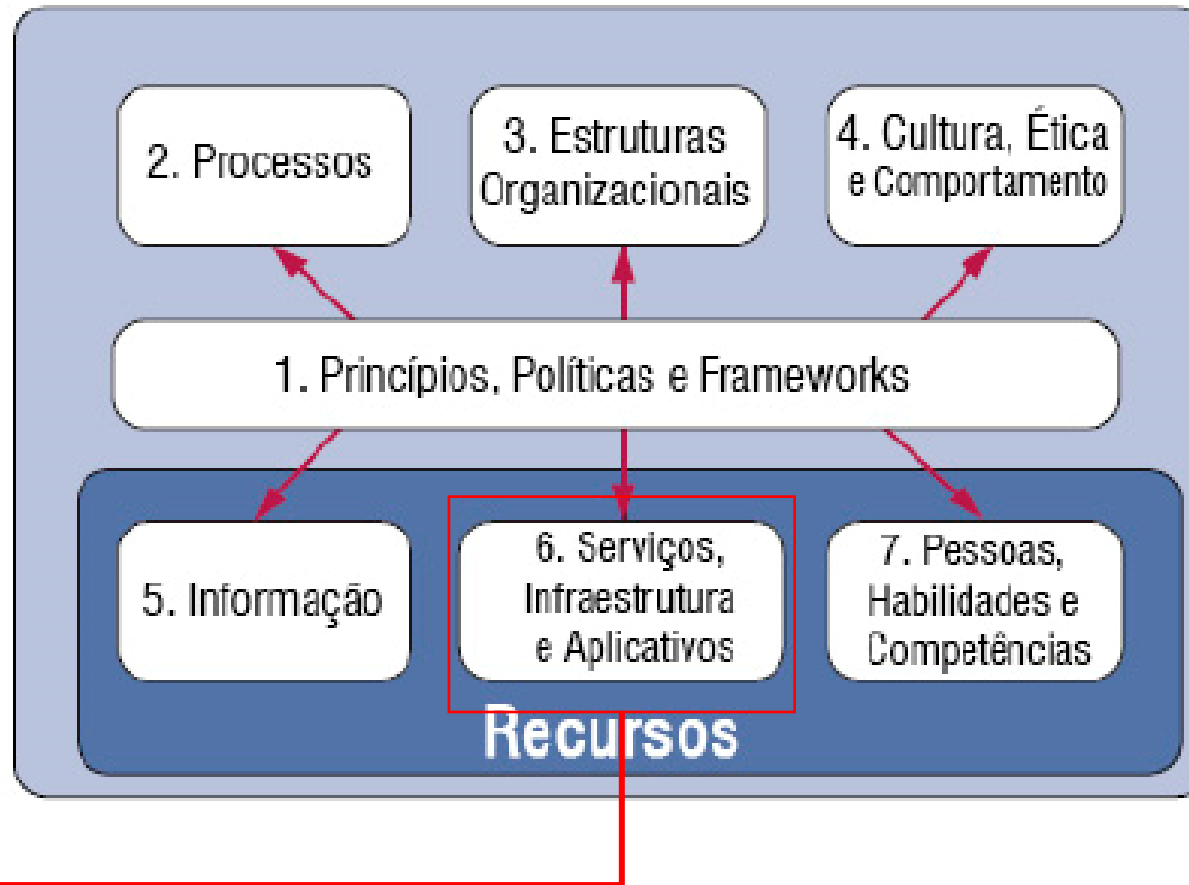 2. Processos
3. Estruturas
Organizacionais
4. Cultura, Ética
e Comportamento
1. Princípios, Políticas e Frameworks
5. Informação
6. Serviços,
Infraestrutura
e Aplicativos
7. Pessoas,
Habilidades e
Competências
Recursos